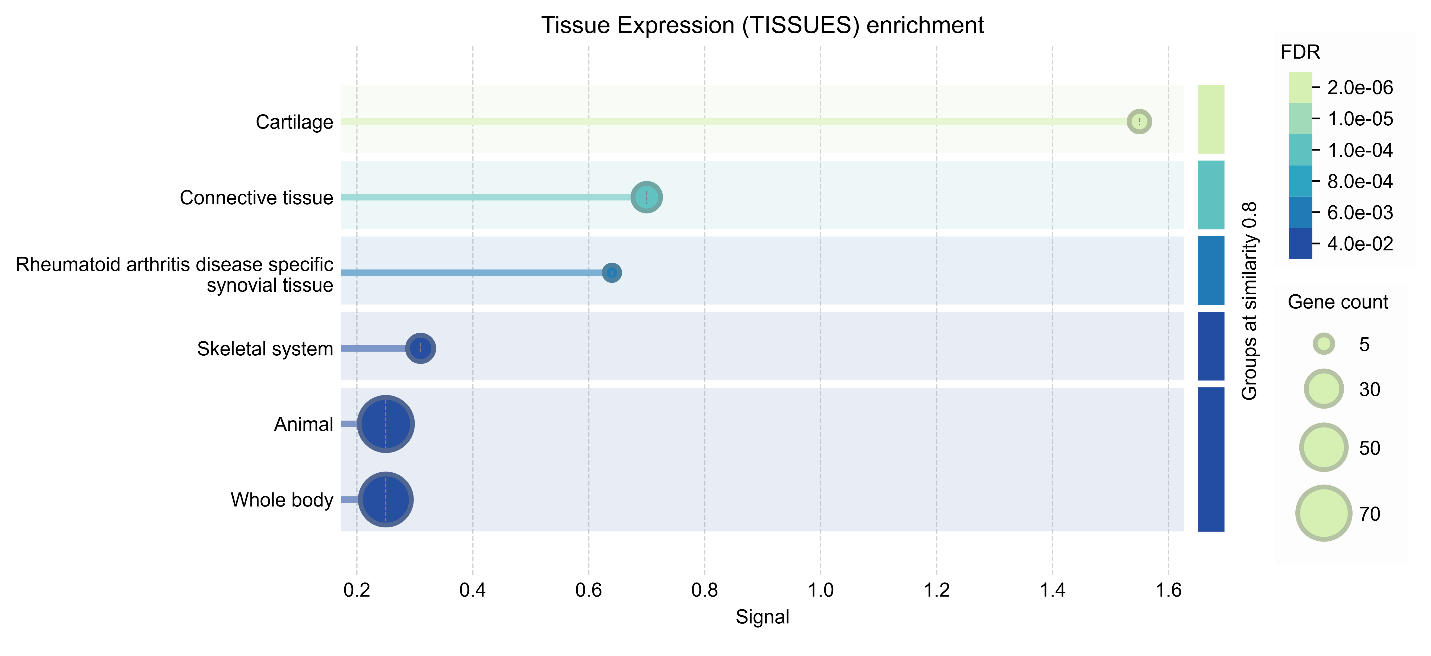 Tissue Expression (TISSUES) enrichment
Cartilage
Connective tissue
Rheumatoid arthritis disease specific
synovial tissue
Skeletal system
Animal
Whole body
0.2 0.4 0.6 0.8 1.0 1.2 1.4 1.6
Signal
Groups at similarity 0.8
FDR
2.0e-06
1.0e-05
1.0e-04
8.0e-04
6.0e-03
4.0e-02
Gene count
5
30
50
70